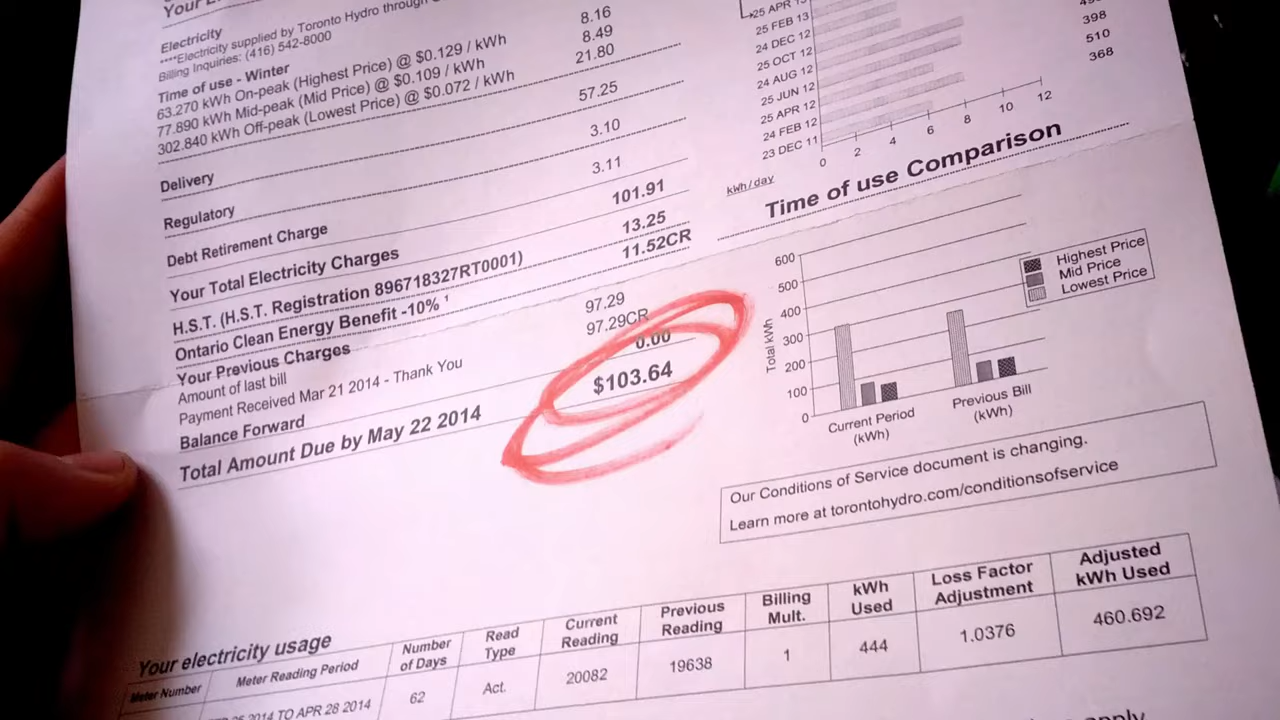 Your
Electricity
****Electricity supplied by Toronto Hydro through
Billing Inquiries: (416) 542-8000
Time of use - Winter
63.270 kWh On-peak (Highest Price) @ $0.129 / kWh 8.16
77.890 kWh Mid-peak (Mid Price) @ $0.109 / kWh 8.49
302.840 kWh Off-peak (Lowest Price) @ $0.072 / kWh 21.80
Delivery 57.25
Regulatory 3.10
Debt Retirement Charge 3.11
Your Total Electricity Charges 101.91
H.S.T. (H.S.T. Registration 896718327RT0001) 13.25
Ontario Clean Energy Benefit -10% 1 11.52CR
Your Previous Charges
Amount of last bill 97.29
Payment Received Mar 21 2014 - Thank You 97.29CR
Balance Forward 0.00
Total Amount Due by May 22 2014 $103.64
25 APR 13
25 FEB 13 398
24 DEC 12 510
25 OCT 12 368
24 AUG 12
25 JUN 12
25 APR 12
24 FEB 12
23 DEC 11
0 2 4 6 8 10 12
kWh/day
Time of use Comparison
600
500
400
300
200
100
0
Total kWh
Highest Price
Mid Price
Lowest Price
Current Period
(kWh)
Previous Bill
(kWh)
Our Conditions of Service document is changing.
Learn more at torontohydro.com/conditionsofservice
Your electricity usage
Meter Number Meter Reading Period Number of Days Read Type Current Reading Previous Reading Billing Mult. kWh Used Loss Factor Adjustment Adjusted kWh Used
2014 TO APR 28 2014 62 Act. 20082 19638 1 444 1.0376 460.692
apply